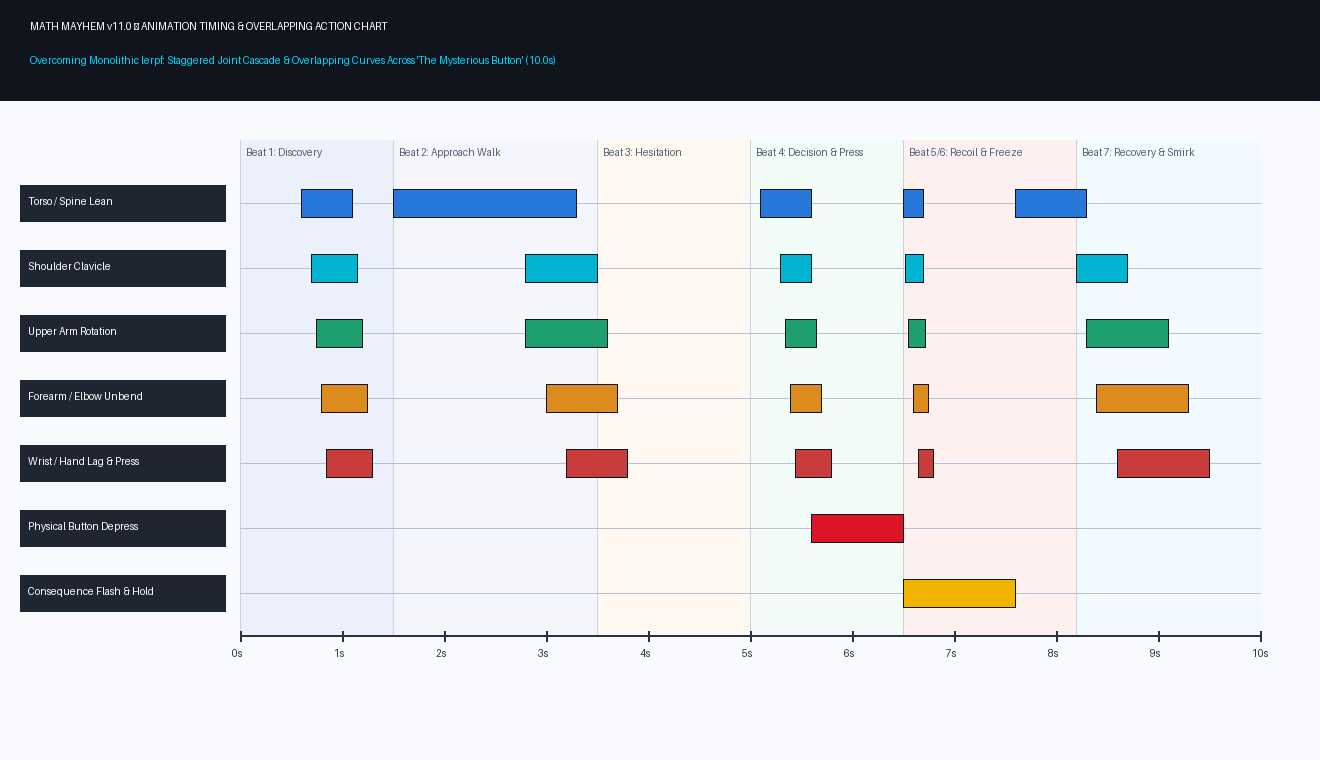 MATH MAYHEM v11.0 ▯ ANIMATION TIMING & OVERLAPPING ACTION CHART
Overcoming Monolithic lerpf: Staggered Joint Cascade & Overlapping Curves Across 'The Mysterious Button' (10.0s)
Beat 1: Discovery
Beat 2: Approach Walk
Beat 3: Hesitation
Beat 4: Decision & Press
Beat 5/6: Recoil & Freeze
Beat 7: Recovery & Smirk
Torso / Spine Lean
Shoulder Clavicle
Upper Arm Rotation
Forearm / Elbow Unbend
Wrist / Hand Lag & Press
Physical Button Depress
Consequence Flash & Hold
0s
1s
2s
3s
4s
5s
6s
7s
8s
9s
10s